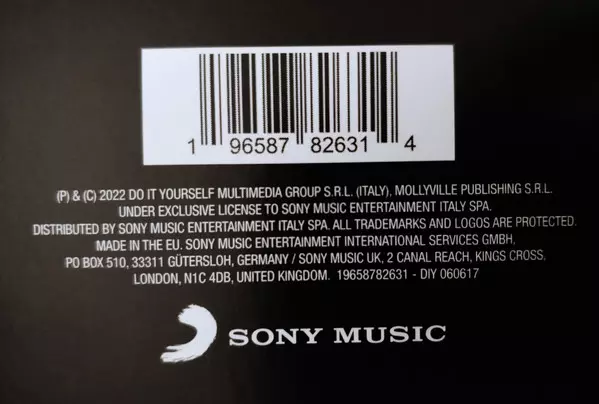 1 96587 82631 4
(P) & (C) 2022 DO IT YOURSELF MULTIMEDIA GROUP S.R.L. (ITALY), MOLLYVILLE PUBLISHING S.R.L.
UNDER EXCLUSIVE LICENSE TO SONY MUSIC ENTERTAINMENT ITALY SPA.
DISTRIBUTED BY SONY MUSIC ENTERTAINMENT ITALY SPA. ALL TRADEMARKS AND LOGOS ARE PROTECTED.
MADE IN THE EU. SONY MUSIC ENTERTAINMENT INTERNATIONAL SERVICES GMBH,
PO BOX 510, 33311 GÜTERSLOH, GERMANY / SONY MUSIC UK, 2 CANAL REACH, KINGS CROSS,
LONDON, N1C 4DB, UNITED KINGDOM. 19658782631 - DIY 060617
SONY MUSIC